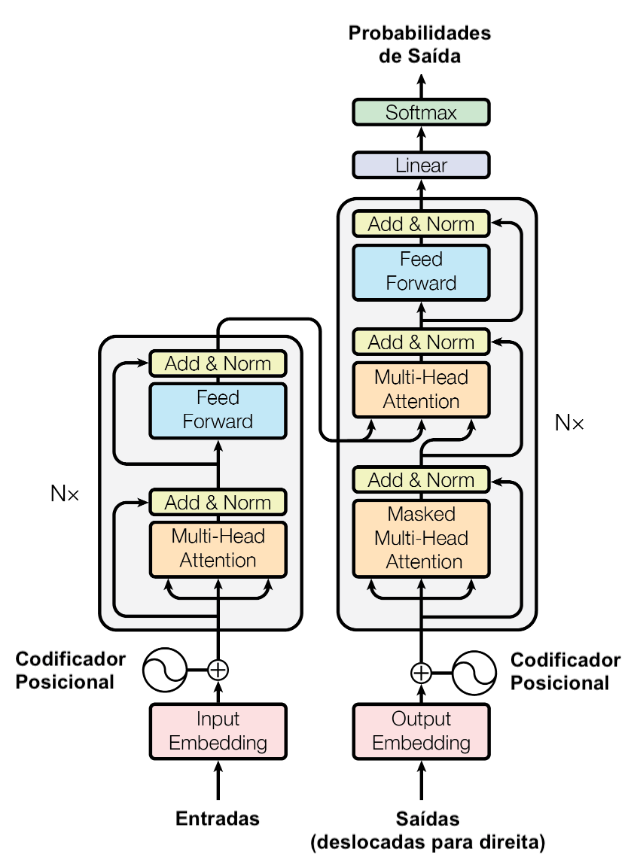 Probabilidades
de Saída
Softmax
Linear
Add & Norm
Feed
Forward
Add & Norm
Multi-Head
Attention
Add & Norm
Masked
Multi-Head
Attention
Nx
Add & Norm
Feed
Forward
Add & Norm
Multi-Head
Attention
Nx
Codificador
Posicional
Codificador
Posicional
Input
Embedding
Output
Embedding
Entradas
Saídas
(deslocadas para direita)